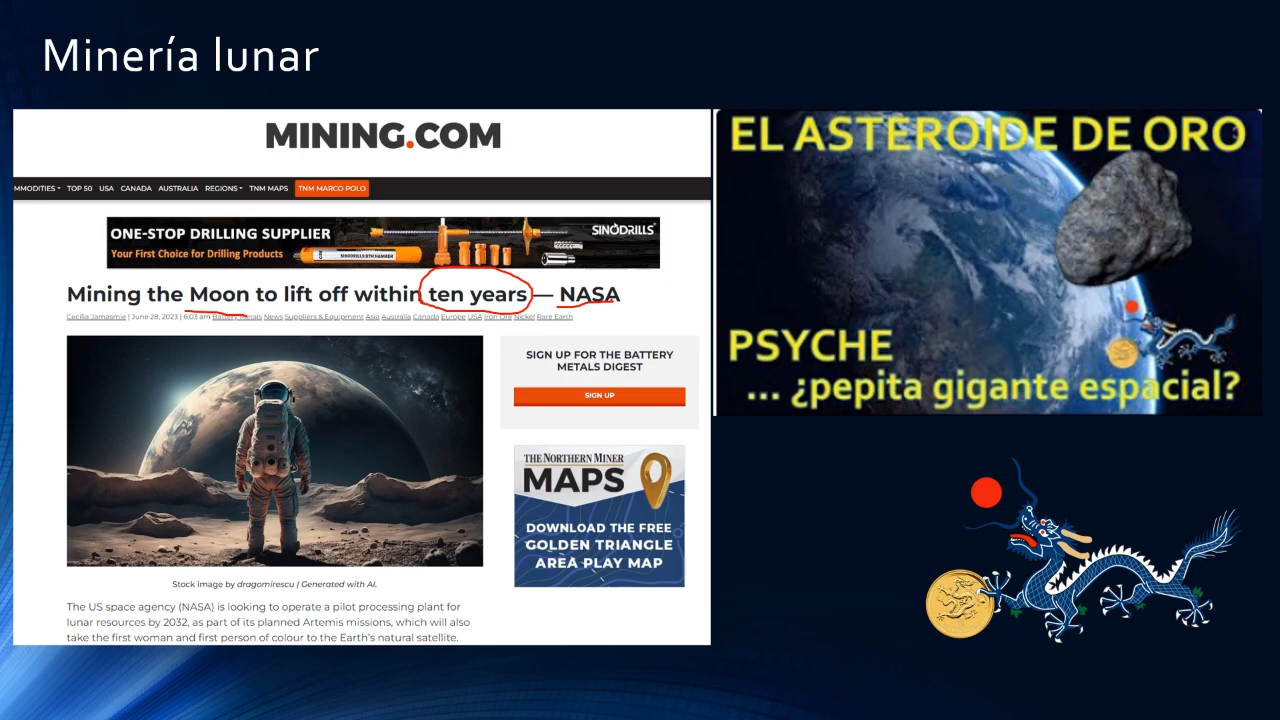 Minería lunar
MINING.COM
MMODITIES TOP 50 USA CANADA AUSTRALIA REGIONS TNM MAPS TNM MARCO POLO
ONE-STOP DRILLING SUPPLIER
Your First Choice for Drilling Products
SINODRILLS
Mining the Moon to lift off within ten years — NASA
Cecilia Jamasmie | June 28, 2023 | 6:03 am Battery Metals News Suppliers & Equipment Asia Australia Canada Europe USA Iron Ore Nickel Rare Earth
SIGN UP FOR THE BATTERY
METALS DIGEST
SIGN UP
THE NORTHERN MINER
MAPS
DOWNLOAD THE FREE
GOLDEN TRIANGLE
AREA PLAY MAP
Stock image by dragomirescu | Generated with AI.
The US space agency (NASA) is looking to operate a pilot processing plant for
lunar resources by 2032, as part of its planned Artemis missions, which will also
take the first woman and first person of colour to the Earth's natural satellite.
EL ASTEROIDE DE ORO
PSYCHE
... ¿pepita gigante espacial?